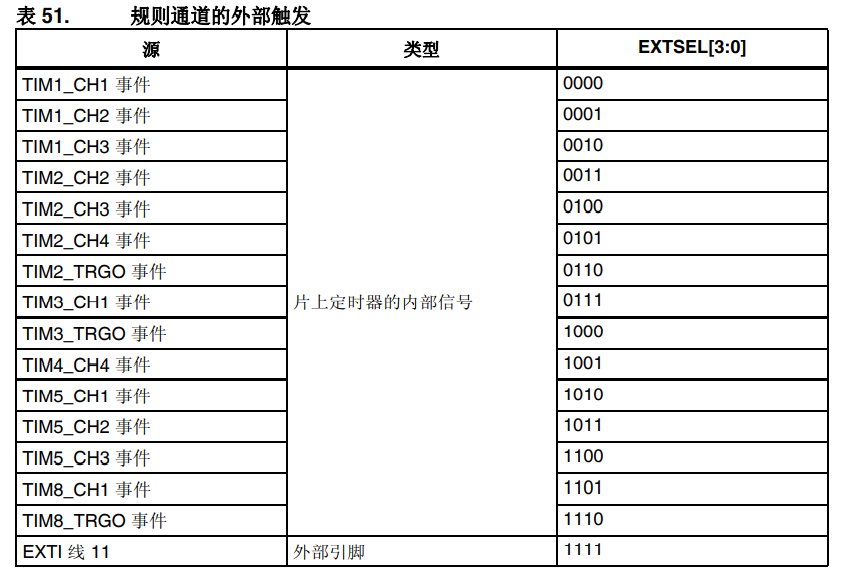 表 51. 规则通道的外部触发
源 类型 EXTSEL[3:0]
TIM1_CH1 事件 0000
TIM1_CH2 事件 0001
TIM1_CH3 事件 0010
TIM2_CH2 事件 0011
TIM2_CH3 事件 0100
TIM2_CH4 事件 0101
TIM2_TRGO 事件 0110
TIM3_CH1 事件 片上定时器的内部信号 0111
TIM3_TRGO 事件 1000
TIM4_CH4 事件 1001
TIM5_CH1 事件 1010
TIM5_CH2 事件 1011
TIM5_CH3 事件 1100
TIM8_CH1 事件 1101
TIM8_TRGO 事件 1110
EXTI 线 11 外部引脚 1111